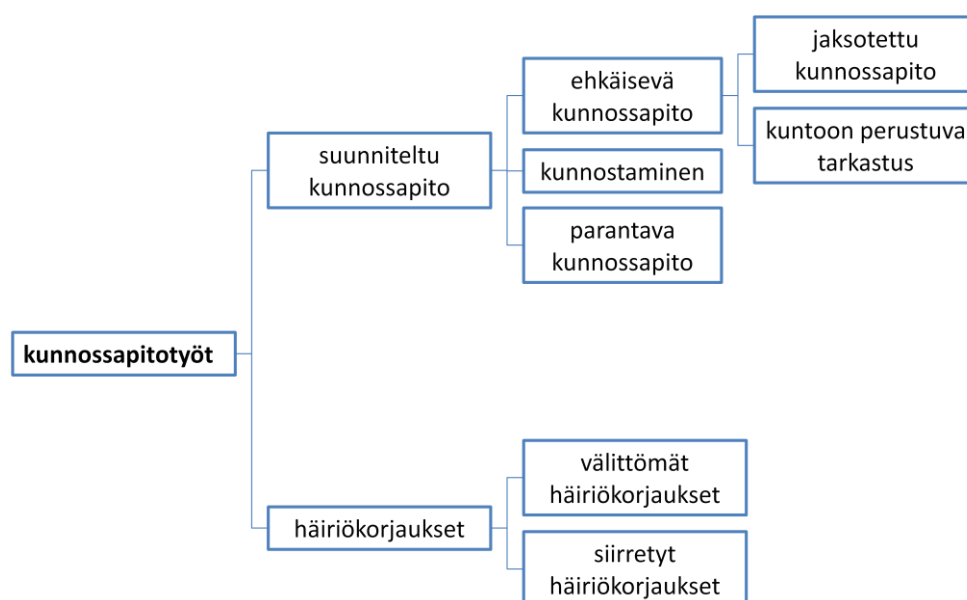 jaksotettu
kunnossapito
ehkäisevä
kunnossapito
kuntoon perustuva
tarkastus
suunniteltu
kunnossapito
kunnostaminen
parantava
kunnossapito
kunnossapitotyöt
välittömät
häiriökorjaukset
häiriökorjaukset
siirretyt
häiriökorjaukset